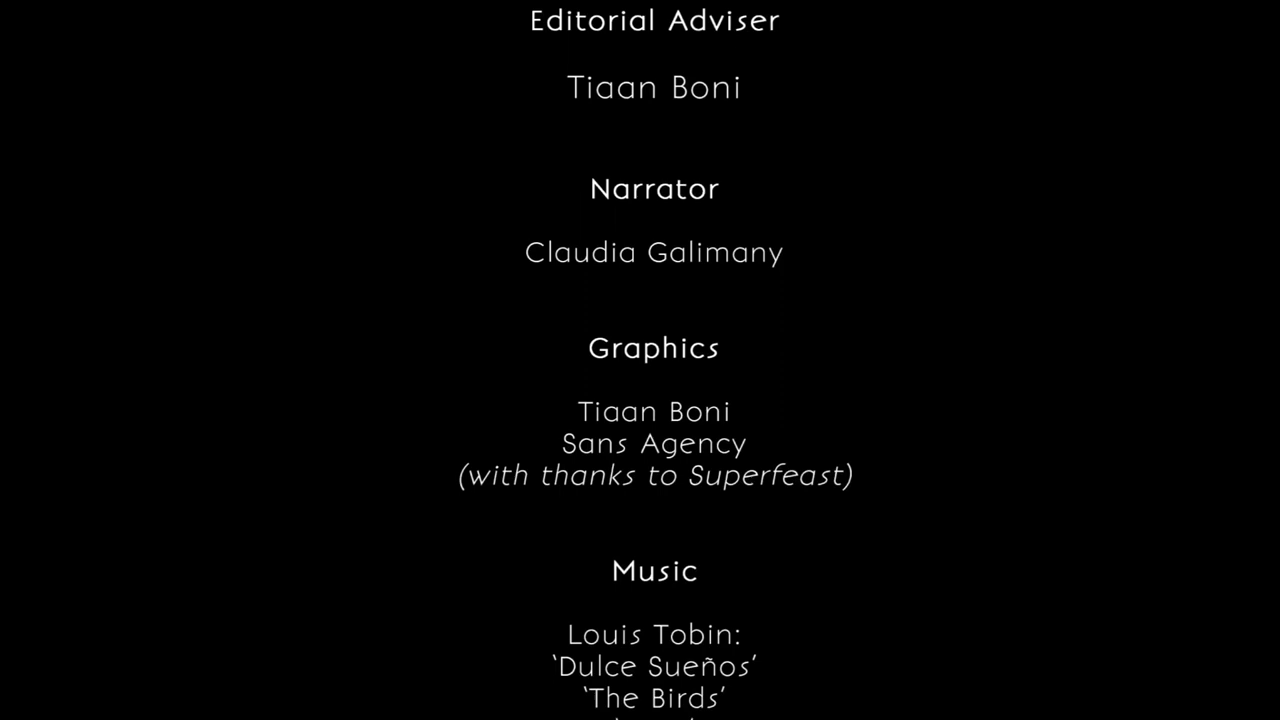 Editorial Adviser
Tiaan Boni
Narrator
Claudia Galimany
Graphics
Tiaan Boni
Sans Agency
(with thanks to Superfeast)
Music
Louis Tobin:
‘Dulce Sueños’
‘The Birds’